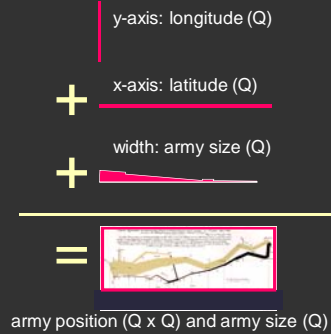 y-axis: longitude (Q)
+ x-axis: latitude (Q)
+ width: army size (Q)
=
army position (Q x Q) and army size (Q)